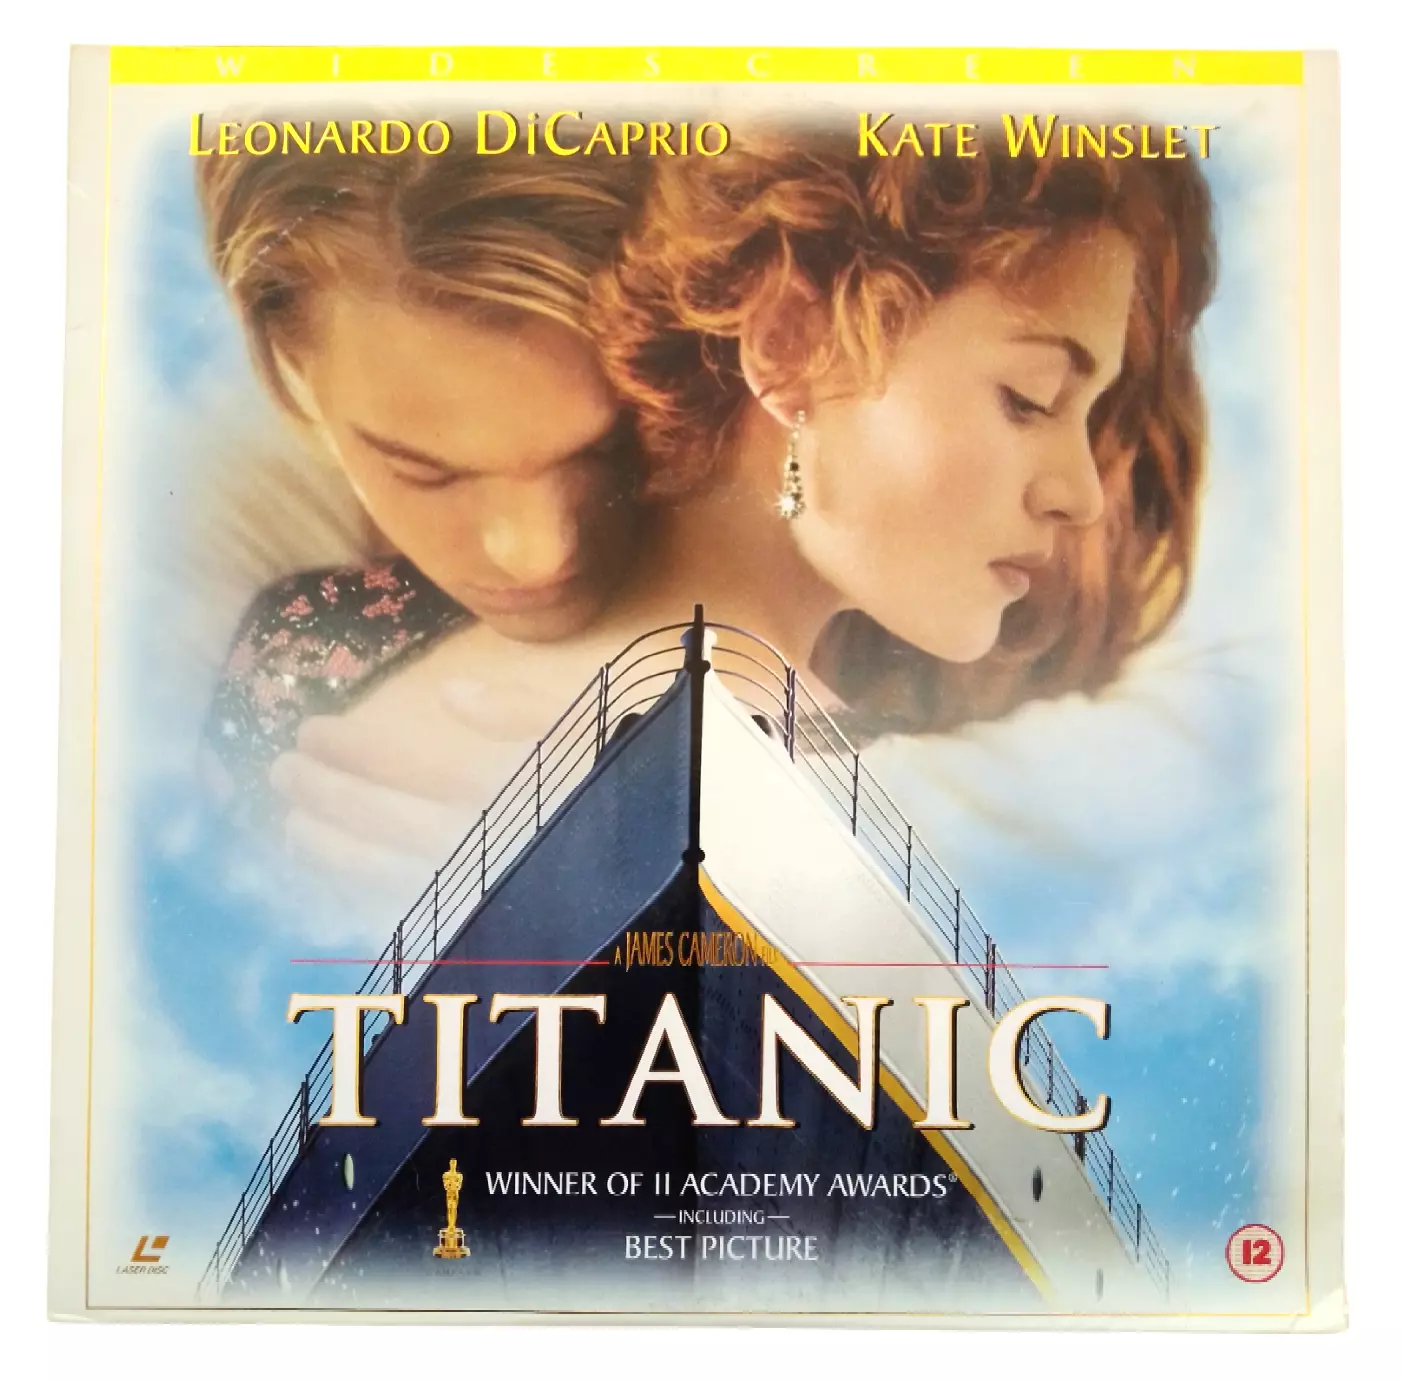 WIDESCREEN
LEONARDO DiCAPRIO KATE WINSLET
A JAMES CAMERON FILM
TITANIC
WINNER OF 11 ACADEMY AWARDS®
—INCLUDING—
BEST PICTURE
LASER DISC
12